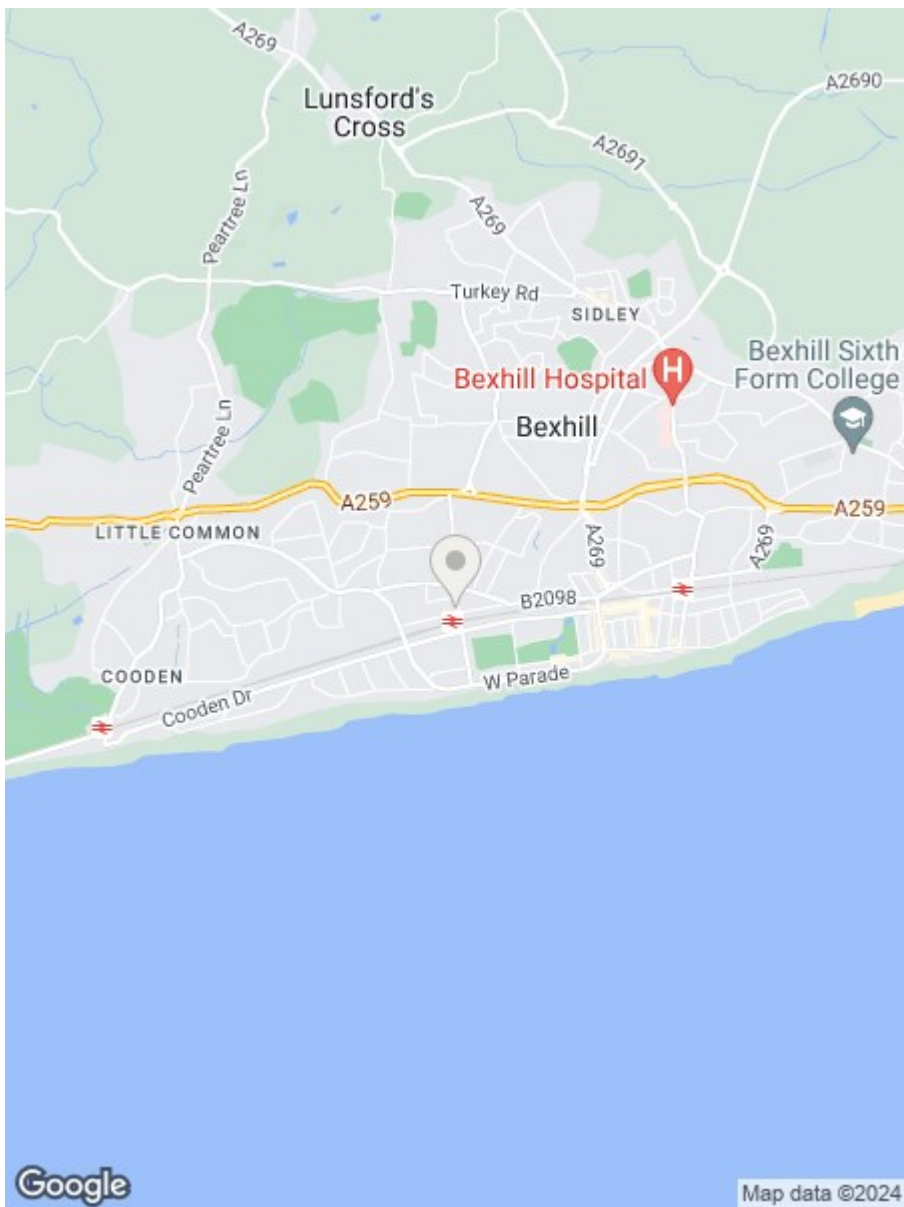 A269
A2690
Lunsford's
Cross
A2691
Peartree Ln
A269
Turkey Rd
SIDLEY
Bexhill Sixth
Form College
Bexhill Hospital
H
Bexhill
Peartree Ln
A259
A259
LITTLE COMMON
A269
A269
B2098
COODEN
W Parade
Cooden Dr
Google
Map data ©2024